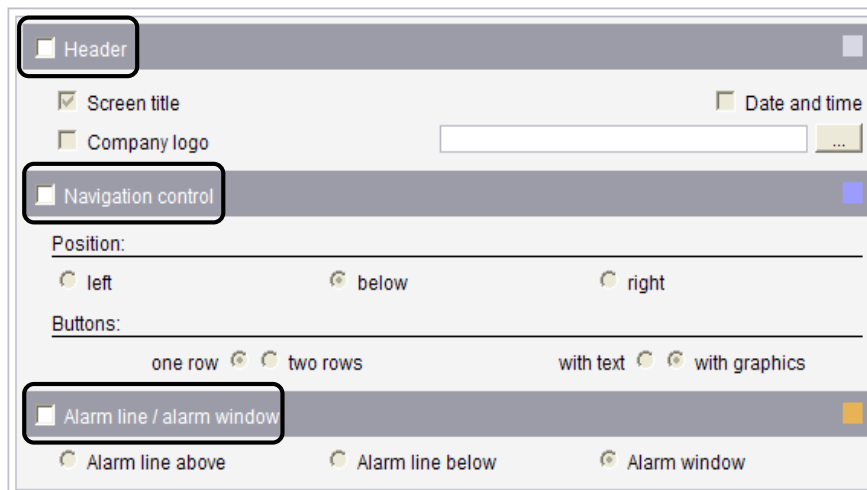 Header
Screen title Date and time
Company logo ...
Navigation control
Position:
left below right
Buttons:
one row two rows with text with graphics
Alarm line / alarm window
Alarm line above Alarm line below Alarm window